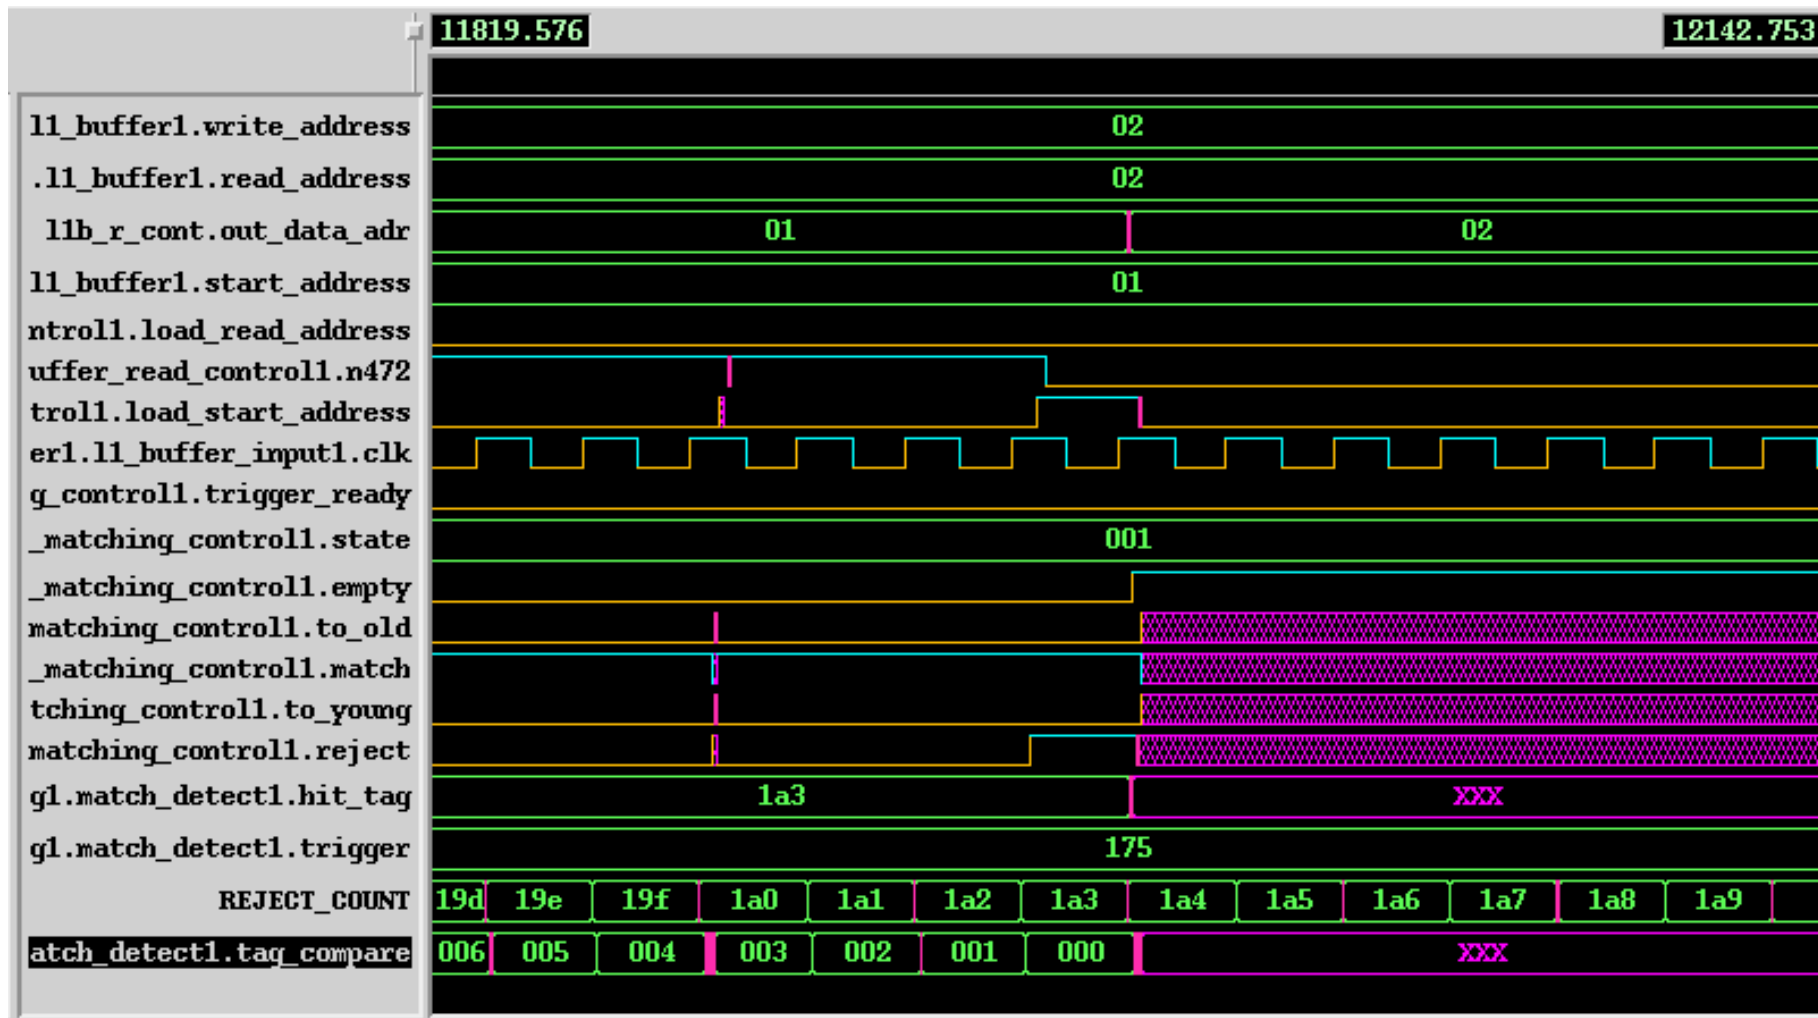 11819.576 12142.753
l1_buffer1.write_address 02
.l1_buffer1.read_address 02
l1b_r_cont.out_data_adr 01 02
l1_buffer1.start_address 01
ntrol1.load_read_address
uffer_read_control1.n472
trol1.load_start_address
er1.l1_buffer_input1.clk
g_control1.trigger_ready
_matching_control1.state 001
_matching_control1.empty
matching_control1.to_old
_matching_control1.match
tching_control1.to_young
matching_control1.reject
g1.match_detect1.hit_tag 1a3 XXX
g1.match_detect1.trigger 175
REJECT_COUNT 19d 19e 19f 1a0 1a1 1a2 1a3 1a4 1a5 1a6 1a7 1a8 1a9
atch_detect1.tag_compare 006 005 004 003 002 001 000 XXX